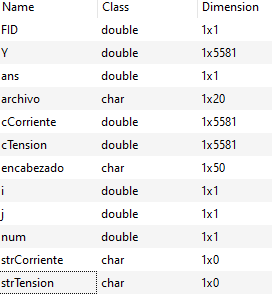 Name Class Dimension
FID double 1x1
Y double 1x5581
ans double 1x1
archivo char 1x20
cCorriente double 1x5581
cTension double 1x5581
encabezado char 1x50
i double 1x1
j double 1x1
num double 1x1
strCorriente char 1x0
strTension char 1x0